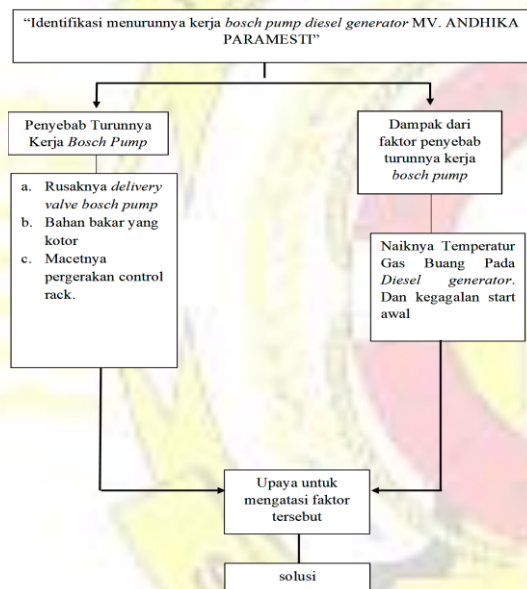 “Identifikasi menurunnya kerja bosch pump diesel generator MV. ANDHIKA
PARAMESTI”
Penyebab Turunnya
Kerja Bosch Pump
Dampak dari
faktor penyebab
turunnya kerja
bosch pump
a. Rusaknya delivery
valve bosch pump
b. Bahan bakar yang
kotor
c. Macetnya
pergerakan control
rack.
Naiknya Temperatur
Gas Buang Pada
Diesel generator.
Dan kegagalan start
awal
Upaya untuk
mengatasi faktor
tersebut
solusi